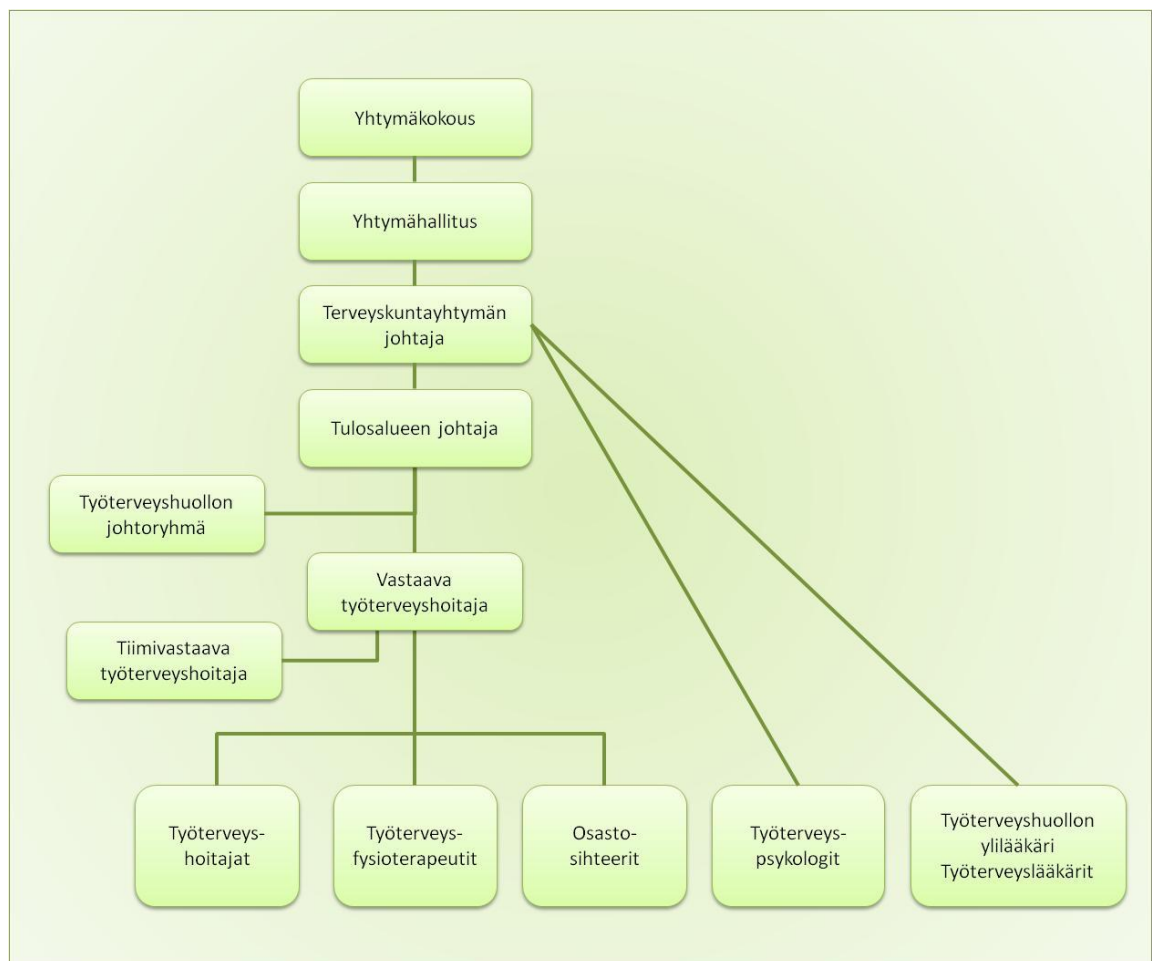 Yhtymäkokous
Yhtymähallitus
Terveyskuntayhtymän
johtaja
Tulosalueen johtaja
Työterveyshuollon
johtoryhmä
Vastaava
työterveyshoitaja
Tiimivastaava
työterveyshoitaja
Työterveys-
hoitajat
Työterveys-
fysioterapeutit
Osasto-
sihteerit
Työterveys-
psykologit
Työterveyshuollon
ylilääkäri
Työterveyslääkärit